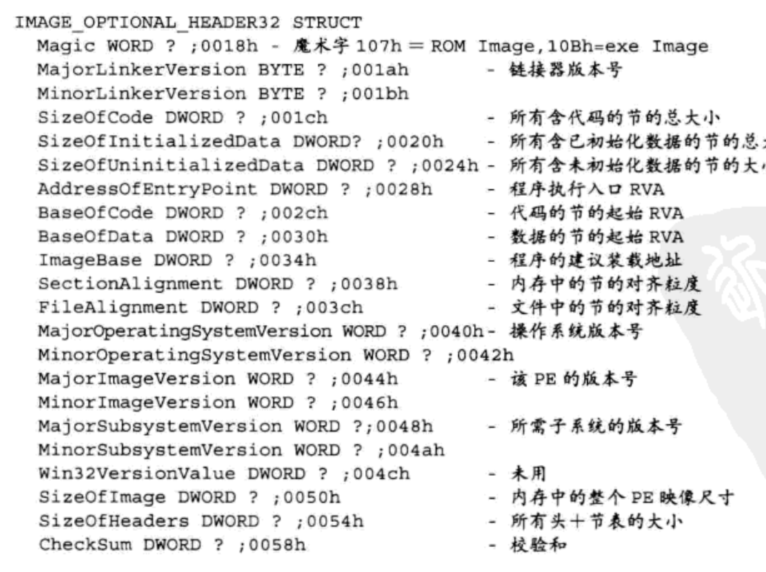 IMAGE_OPTIONAL_HEADER32 STRUCT
Magic WORD ? ;0018h - 魔术字 107h = ROM Image,10Bh=exe Image
MajorLinkerVersion BYTE ? ;001ah - 链接器版本号
MinorLinkerVersion BYTE ? ;001bh
SizeOfCode DWORD ? ;001ch - 所有含代码的节的总大小
SizeOfInitializedData DWORD? ;0020h - 所有含已初始化数据的节的总
SizeOfUninitializedData DWORD ? ;0024h - 所有含未初始化数据的节的大
AddressOfEntryPoint DWORD ? ;0028h - 程序执行入口 RVA
BaseOfCode DWORD ? ;002ch - 代码的节的起始 RVA
BaseOfData DWORD ? ;0030h - 数据的节的起始 RVA
ImageBase DWORD ? ;0034h - 程序的建议装载地址
SectionAlignment DWORD ? ;0038h - 内存中的节的对齐粒度
FileAlignment DWORD ? ;003ch - 文件中的节的对齐粒度
MajorOperatingSystemVersion WORD ? ;0040h - 操作系统版本号
MinorOperatingSystemVersion WORD ? ;0042h
MajorImageVersion WORD ? ;0044h - 该 PE 的版本号
MinorImageVersion WORD ? ;0046h
MajorSubsystemVersion WORD ?;0048h - 所需子系统的版本号
MinorSubsystemVersion WORD ? ;004ah
Win32VersionValue DWORD ? ;004ch - 未用
SizeOfImage DWORD ? ;0050h - 内存中的整个 PE 映像尺寸
SizeOfHeaders DWORD ? ;0054h - 所有头+节表的大小
CheckSum DWORD ? ;0058h - 校验和